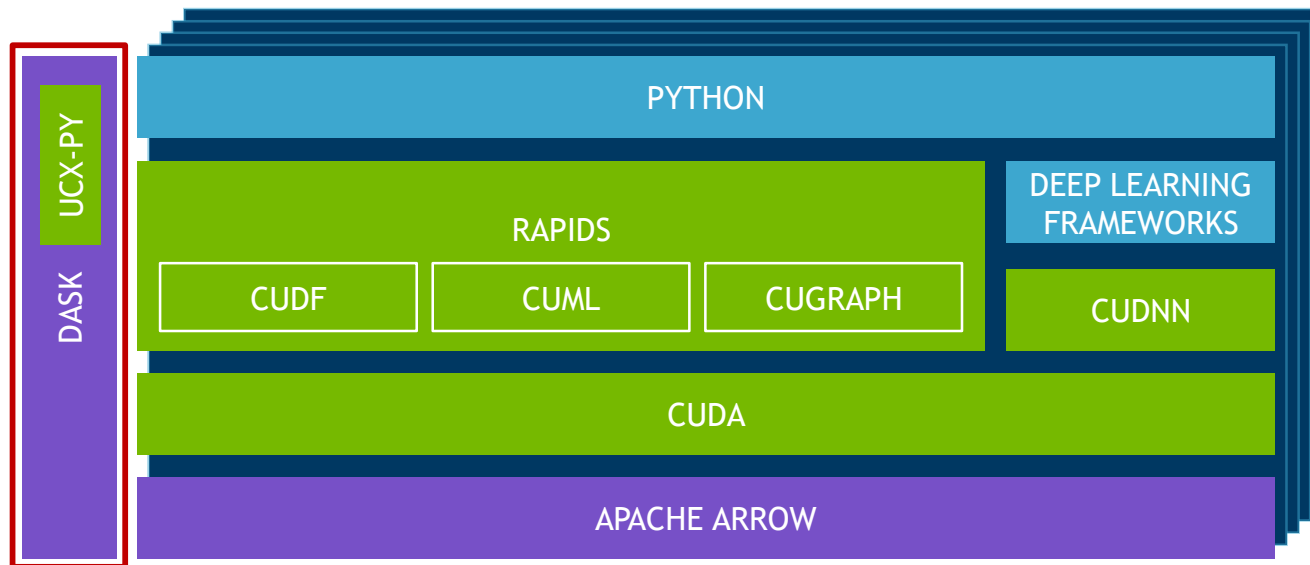 PYTHON
UCX-PY
DASK
RAPIDS
CUDF
CUML
CUGRAPH
DEEP LEARNING
FRAMEWORKS
CUDNN
CUDA
APACHE ARROW